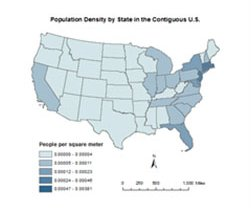 Population Density by State in the Contiguous U.S.
People per square meter
0.00000 - 0.00004
0.00005 - 0.00011
0.00012 - 0.00023
0.00024 - 0.00046
0.00047 - 0.00381
N
0 250 500 1,000 Miles